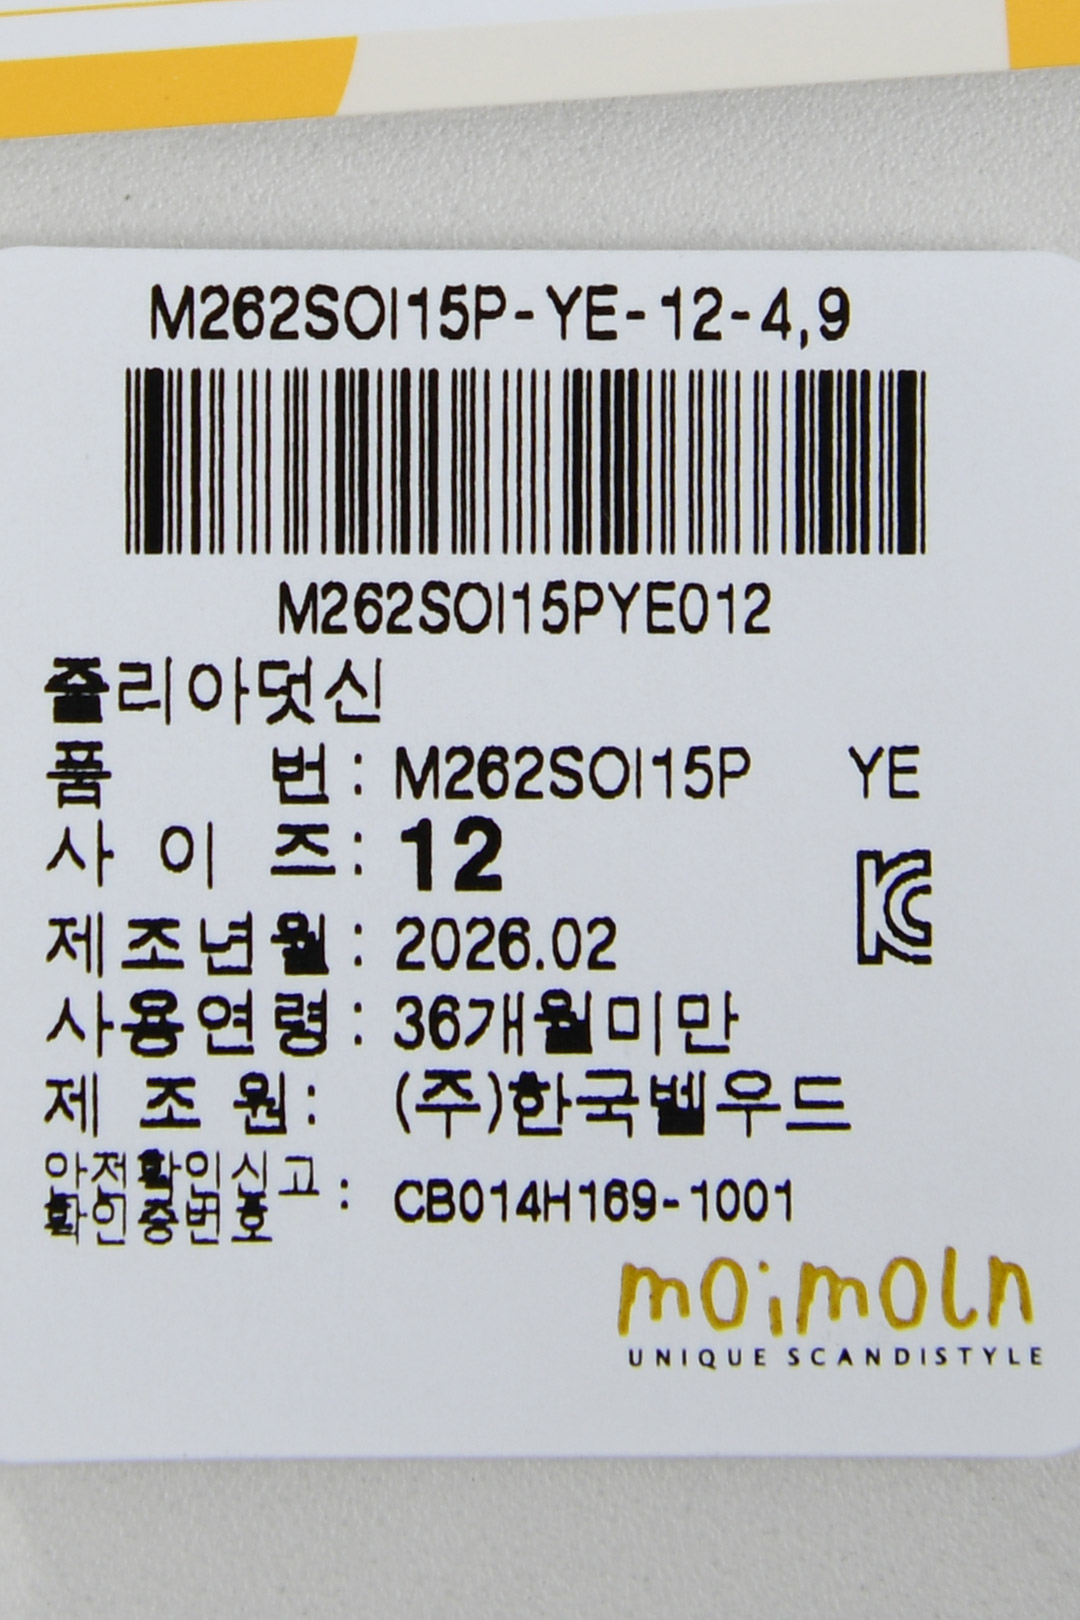 M262SOI15P-YE-12-4,9
M262SOI15PYE012
쥴리아덧신
품 번 : M262SOI15P YE
사 이 즈 : 12
제조년월 : 2026.02
사용연령 : 36개월미만
제 조 원 : (주)한국벨우드
안전확인신고확인증번호 : CB014H169-1001
moimoln
UNIQUE SCANDISTYLE